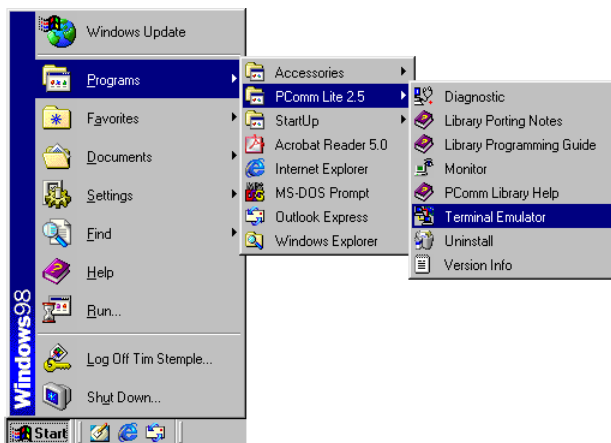 Windows Update
Programs
Favorites
Documents
Settings
Find
Help
Run...
Log Off Tim Stemple...
Shut Down...
Windows98
Start
Accessories
PComm Lite 2.5
StartUp
Acrobat Reader 5.0
Internet Explorer
MS-DOS Prompt
Outlook Express
Windows Explorer
Diagnostic
Library Porting Notes
Library Programming Guide
Monitor
PComm Library Help
Terminal Emulator
Uninstall
Version Info